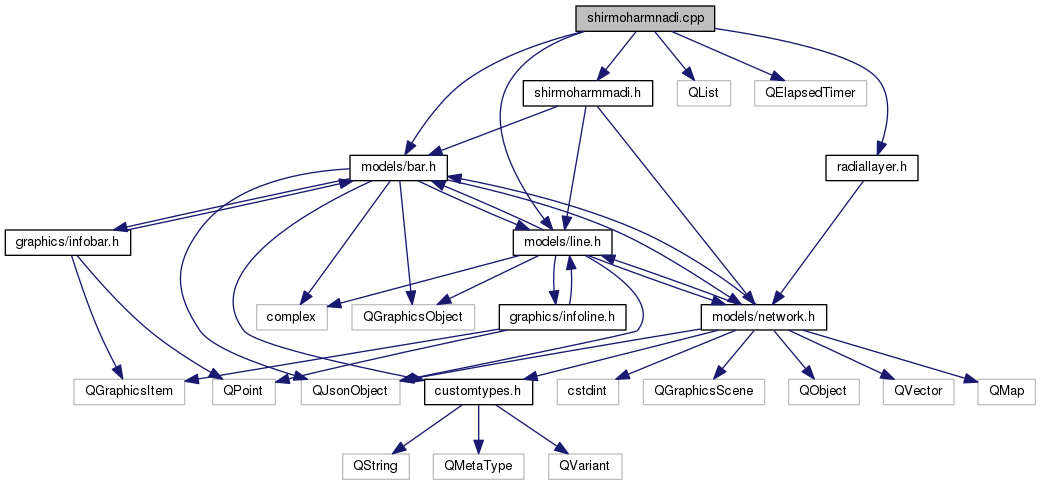 shirmoharmnadi.cpp
shirmoharmmadi.h
QList
QElapsedTimer
models/bar.h
radiallayer.h
graphics/infobar.h
models/line.h
complex
QGraphicsObject
graphics/infoline.h
models/network.h
QGraphicsItem
QPoint
QJsonObject
customtypes.h
cstdint
QGraphicsScene
QObject
QVector
QMap
QString
QMetaType
QVariant